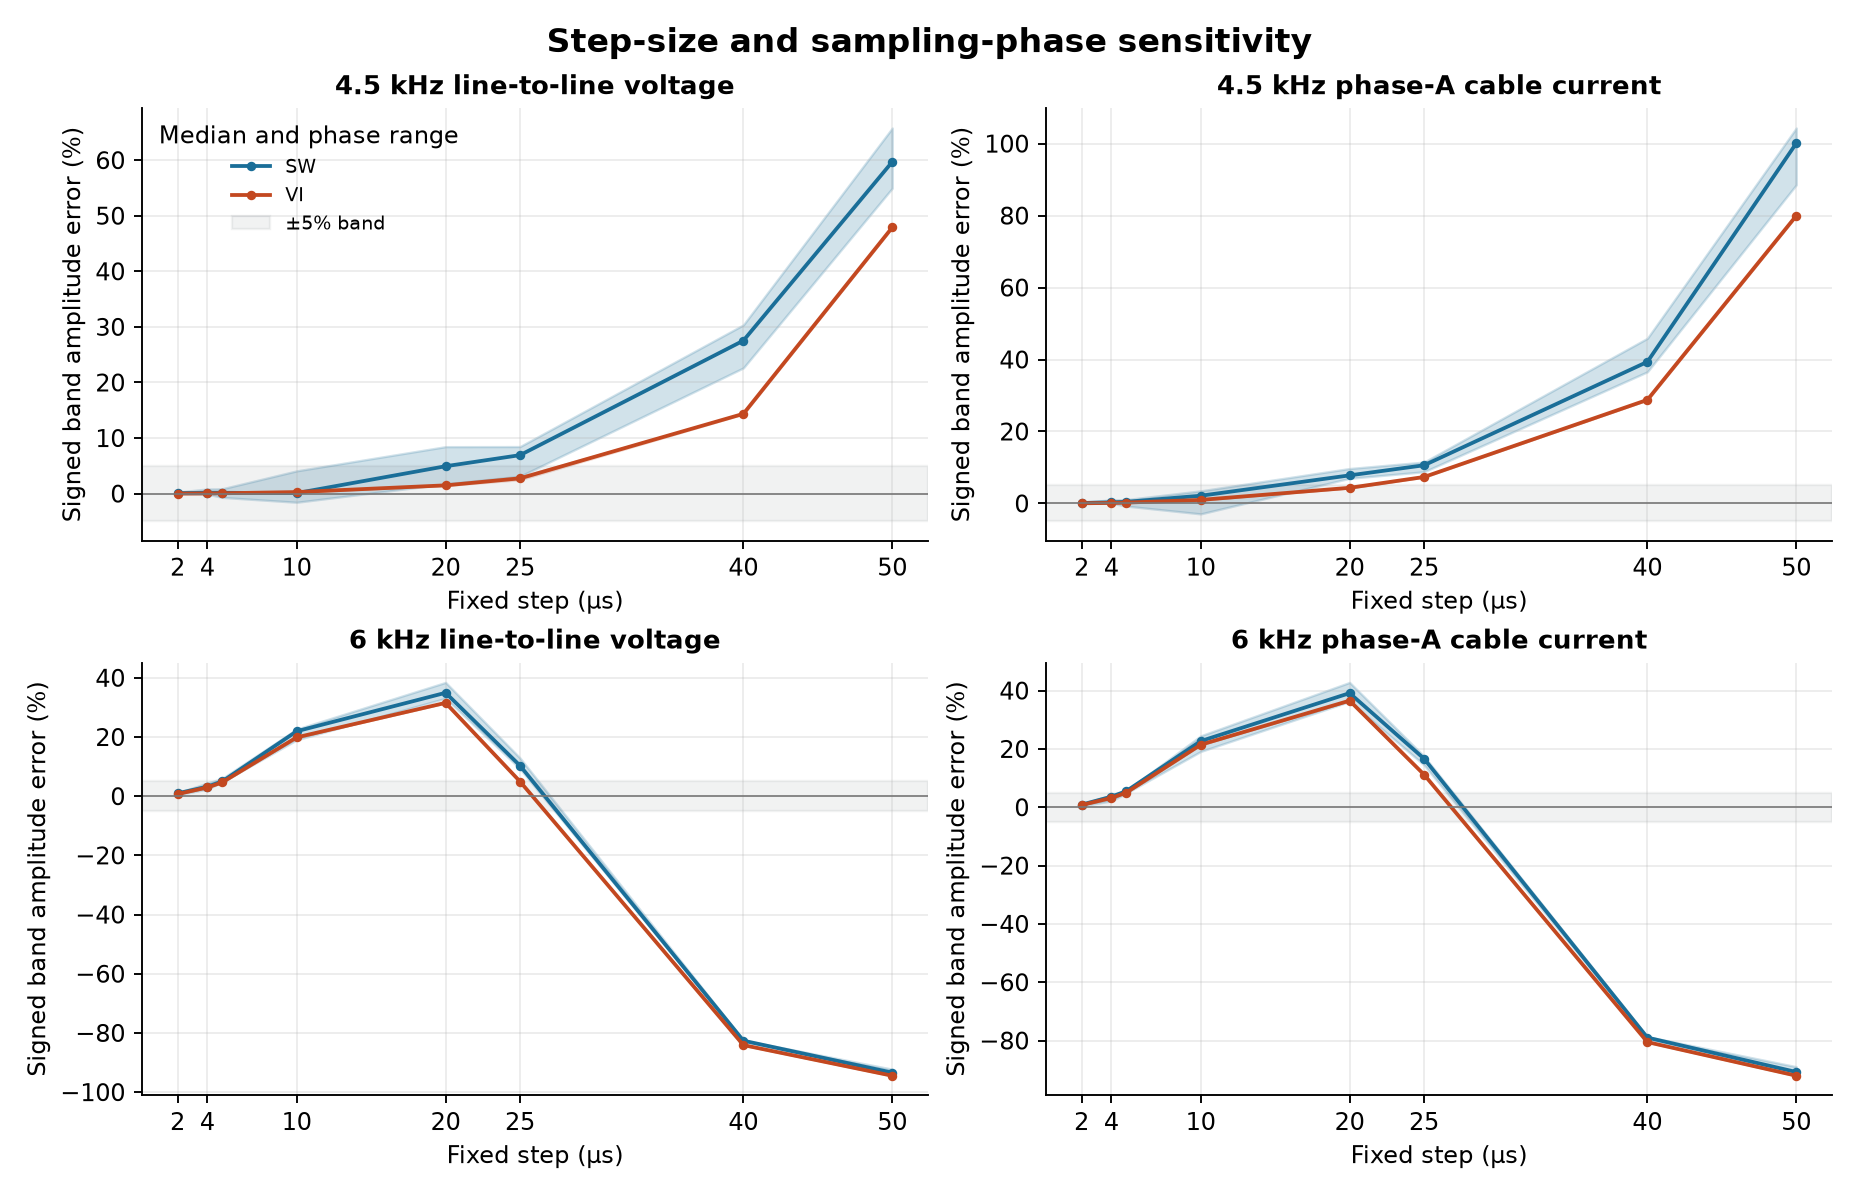 Step-size and sampling-phase sensitivity
4.5 kHz line-to-line voltage
Signed band amplitude error (%)
60
50
40
30
20
10
0
Median and phase range
SW
VI
±5% band
2 4 10 20 25 40 50
Fixed step (µs)
4.5 kHz phase-A cable current
Signed band amplitude error (%)
100
80
60
40
20
0
2 4 10 20 25 40 50
Fixed step (µs)
6 kHz line-to-line voltage
Signed band amplitude error (%)
40
20
0
−20
−40
−60
−80
−100
2 4 10 20 25 40 50
Fixed step (µs)
6 kHz phase-A cable current
Signed band amplitude error (%)
40
20
0
−20
−40
−60
−80
2 4 10 20 25 40 50
Fixed step (µs)